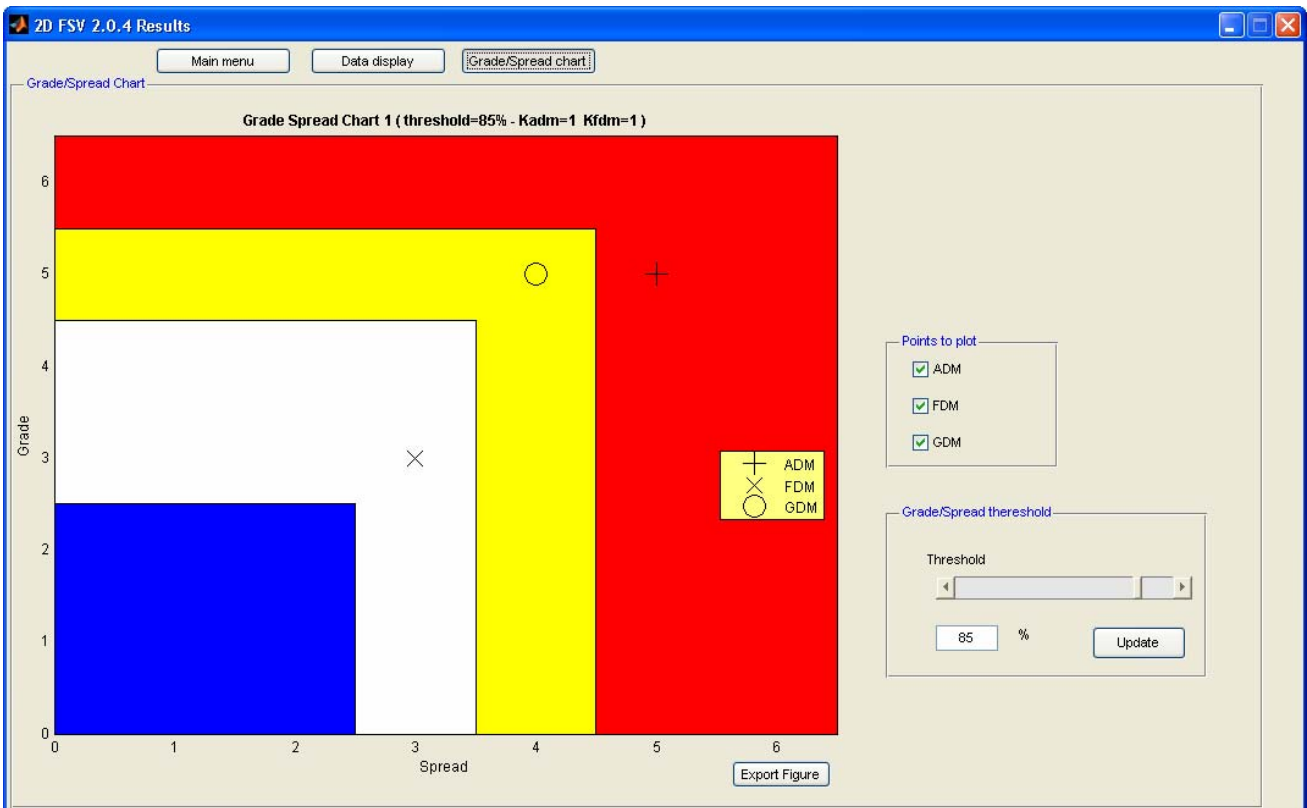 2D FSV 2.0.4 Results
Main menu
Data display
Grade/Spread chart
Grade/Spread Chart
Grade Spread Chart 1 ( threshold=85% - Kadm=1 Kfdm=1 )
6
5
4
3
2
1
0
Grade
0 1 2 3 4 5 6
Spread
ADM
FDM
GDM
Export Figure
Points to plot
ADM
FDM
GDM
Grade/Spread thereshold
Threshold
85 %
Update